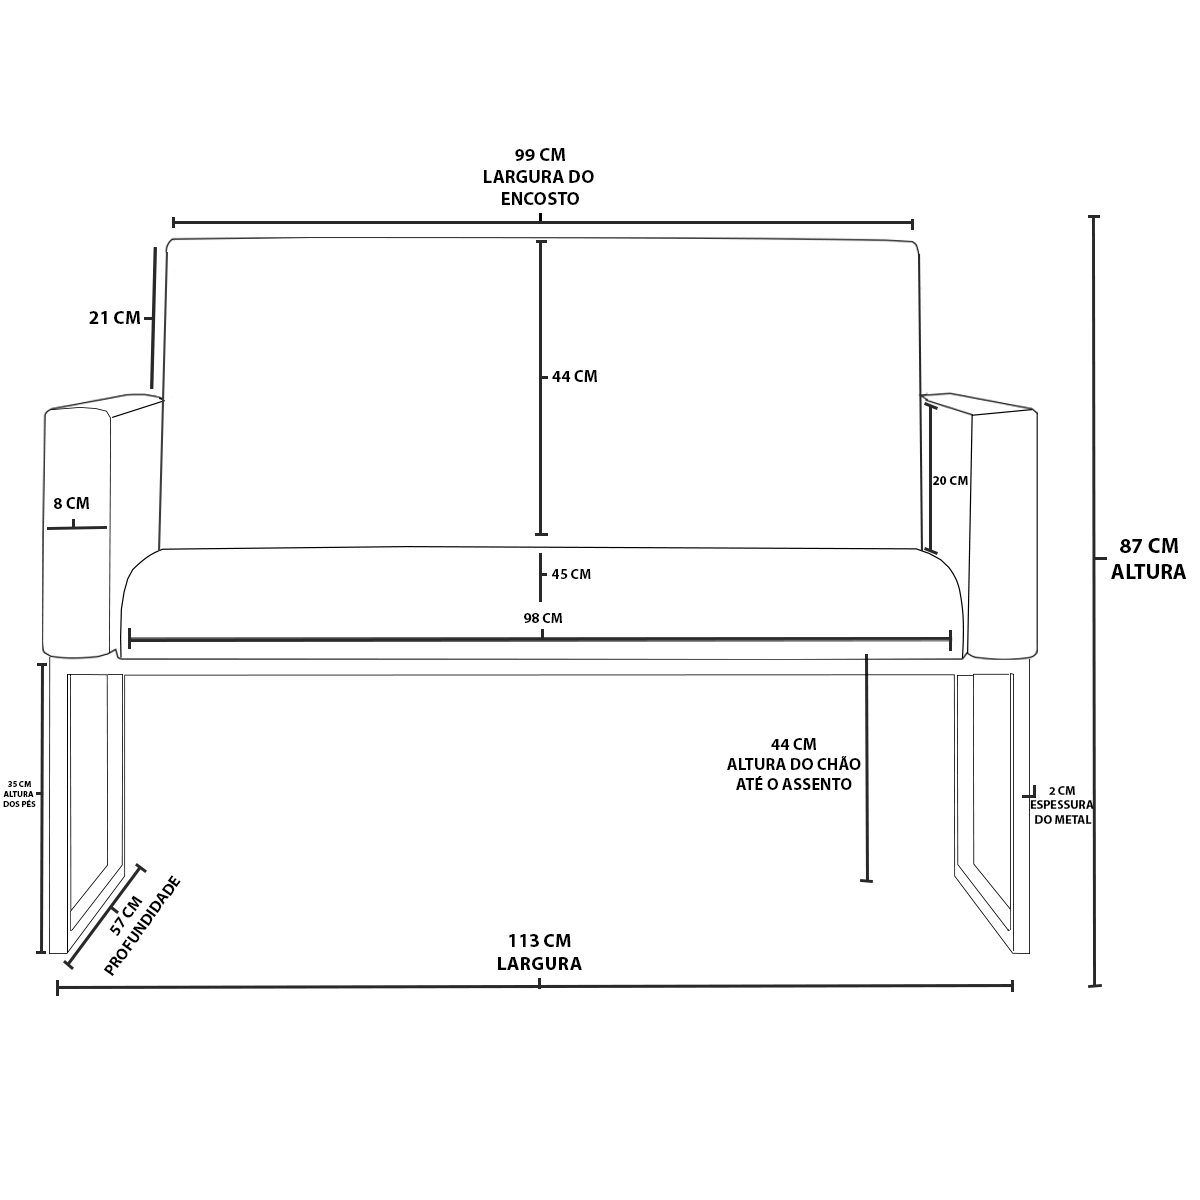 99 CM
LARGURA DO
ENCOSTO
21 CM
44 CM
8 CM
20 CM
87 CM
ALTURA
45 CM
98 CM
44 CM
ALTURA DO CHÃO
ATÉ O ASSENTO
35 CM
ALTURA
DOS PÉS
2 CM
ESPESSURA
DO METAL
57 CM
PROFUNDIDADE
113 CM
LARGURA